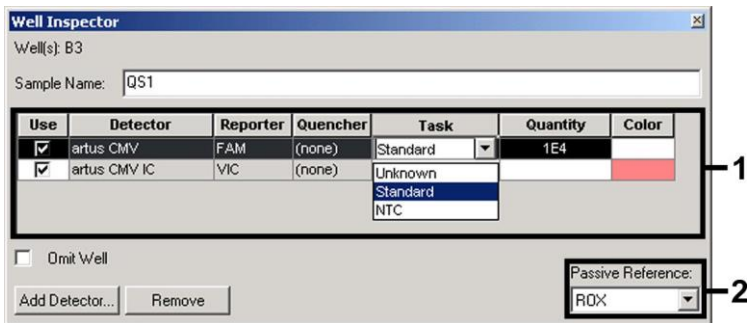 Well Inspector
Well(s): B3
Sample Name: QS1
Use Detector Reporter Quencher Task Quantity Color
artus CMV FAM (none) Standard 1E4
artus CMV IC VIC (none)
Unknown
Standard
NTC
1
Omit Well
Passive Reference:
Add Detector... Remove ROX
2